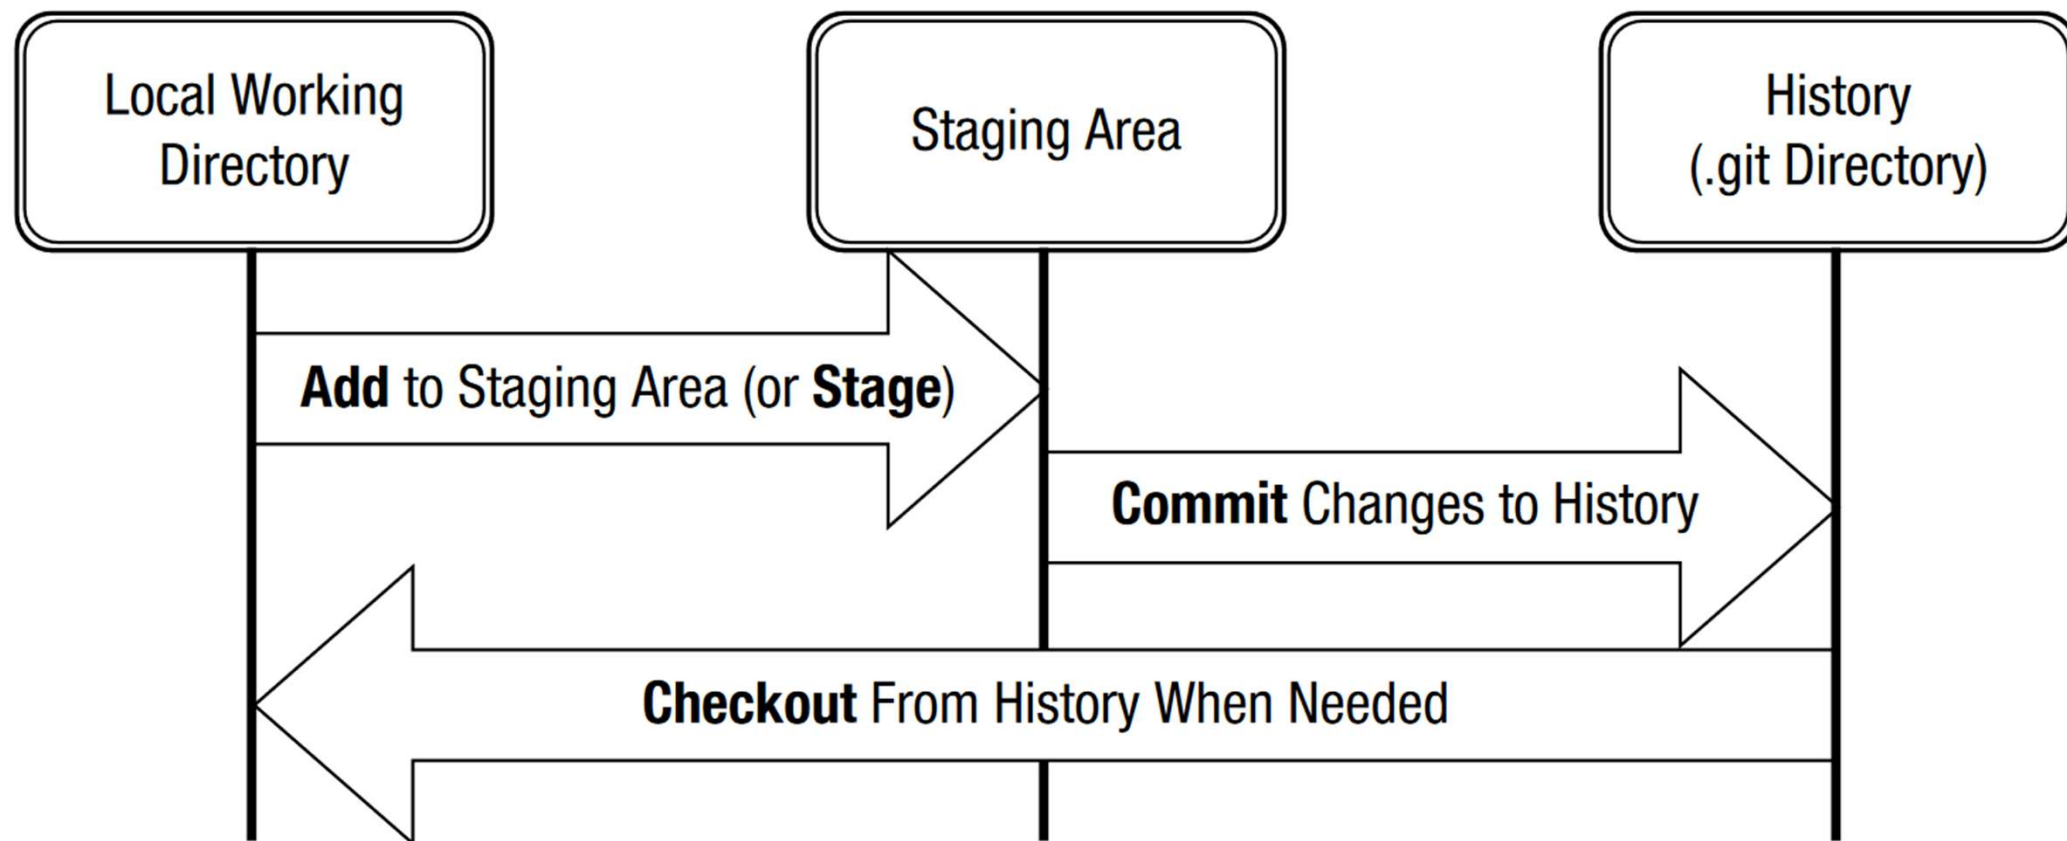 Local Working
Directory
Staging Area
History
(.git Directory)
Add to Staging Area (or Stage)
Commit Changes to History
Checkout From History When Needed